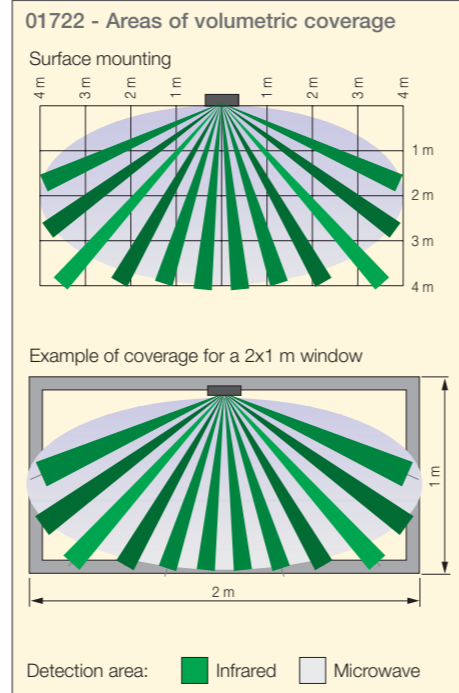 01722 - Areas of volumetric coverage
Surface mounting
4 m 3 m 2 m 1 m 1 m 2 m 3 m 4 m
1 m
2 m
3 m
4 m
Example of coverage for a 2x1 m window
1 m
2 m
Detection area: Infrared Microwave